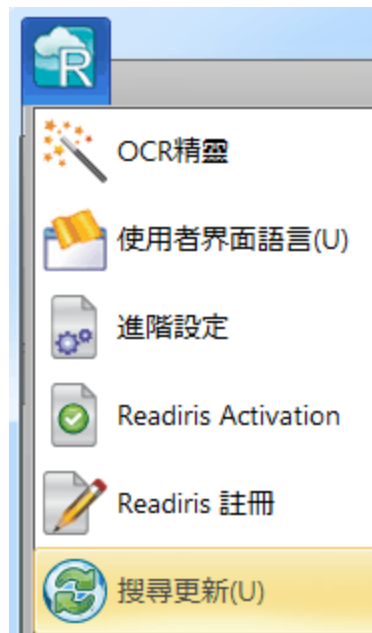 R
OCR精靈
使用者界面語言(U)
進階設定
Readiris Activation
Readiris 註冊
搜尋更新(U)